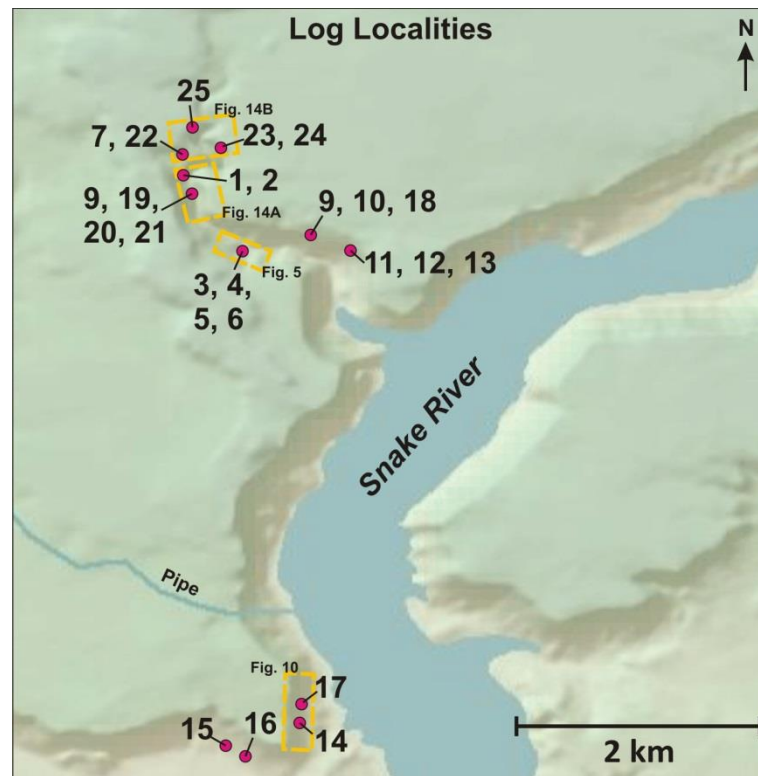 Log Localities
N
25
Fig. 14B
7, 22
23, 24
1, 2
9, 19,
20, 21
Fig. 14A
9, 10, 18
11, 12, 13
Fig. 5
3, 4,
5, 6
Snake River
Pipe
Fig. 10
17
14
15
16
2 km